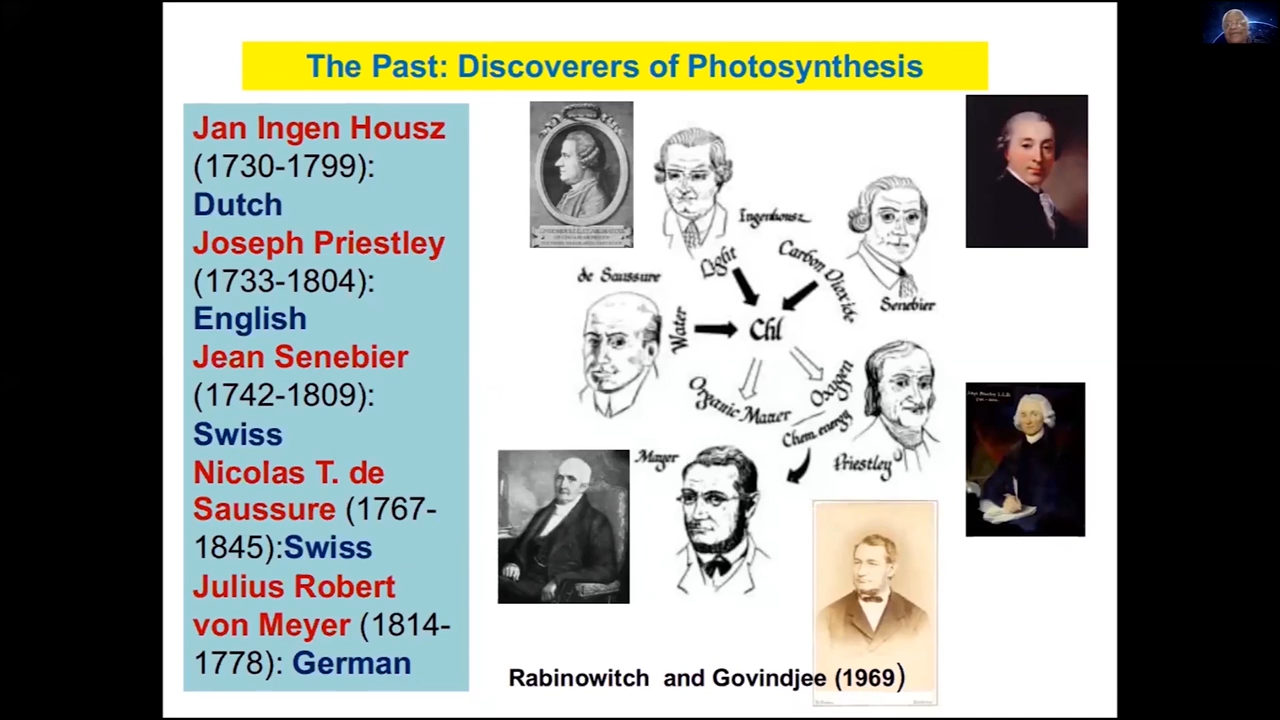 The Past: Discoverers of Photosynthesis
Jan Ingen Housz
(1730-1799):
Dutch
Joseph Priestley
(1733-1804):
English
Jean Senebier
(1742-1809):
Swiss
Nicolas T. de
Saussure (1767-
1845):Swiss
Julius Robert
von Meyer (1814-
1778): German
Ingenhousz
Light
Carbon Dioxide
Senebier
de Saussure
Water
Chl
Organic Matter
Oxygen
Chem. energy
Priestley
Mayer
Rabinowitch and Govindjee (1969)